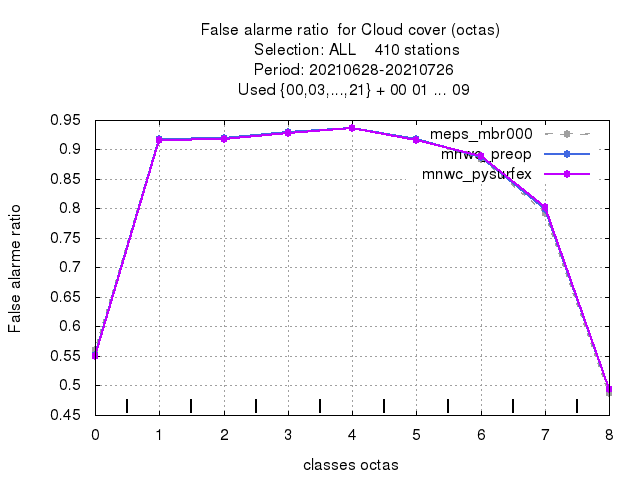 False alarme ratio  for Cloud cover (octas)
Selection: ALL    410 stations
Period: 20210628-20210726
Used {00,03,...,21} + 00 01 ... 09
meps_mbr000
mnwc_preop
mnwc_pysurfex
0.95
0.9
0.85
0.8
0.75
0.7
0.65
0.6
0.55
0.5
0.45
False alarme ratio
0 1 2 3 4 5 6 7 8
classes octas